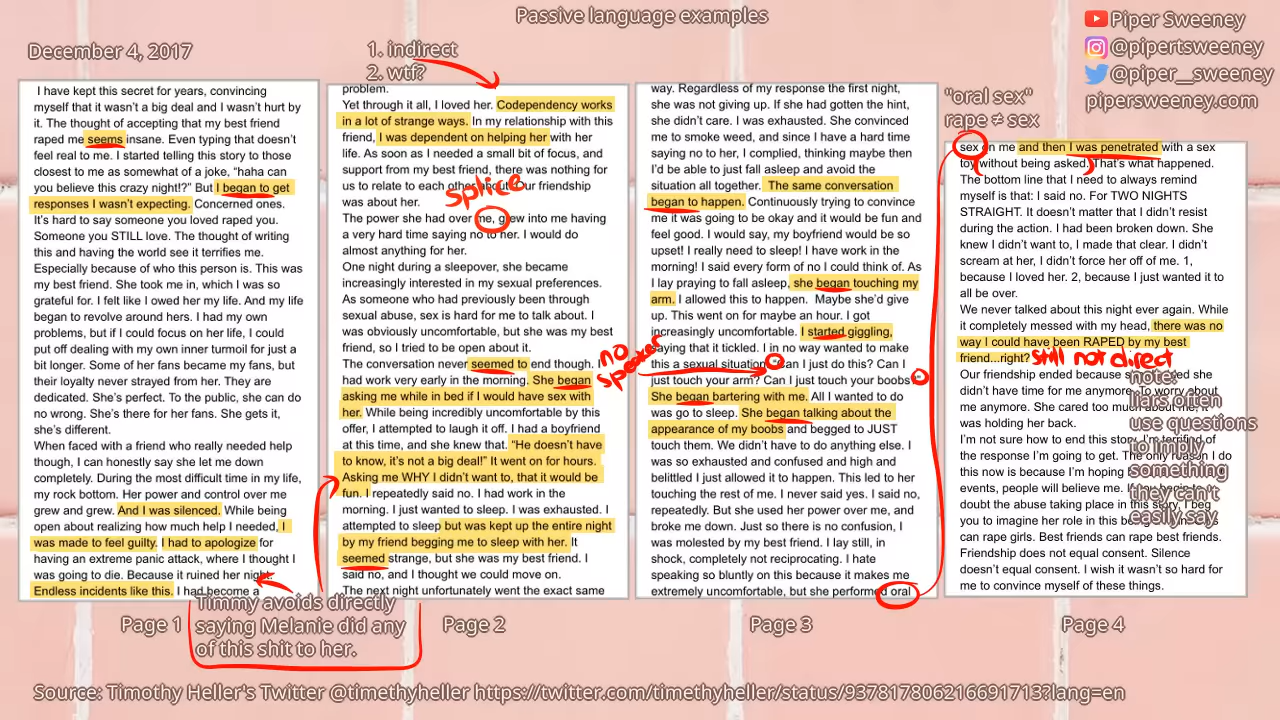 Passive language examples
Piper Sweeney
@pipertsweeney
@piper__sweeney
pipersweeney.com
December 4, 2017
1. indirect
2. wtf?
"oral sex"
rape ≠ sex
I have kept this secret for years, convincing
myself that it wasn't a big deal and I wasn't hurt by
it. The thought of accepting that my best friend
raped me seems insane. Even typing that doesn't
feel real to me. I started telling this story to those
closest to me as somewhat of a joke, "haha can
you believe this crazy night!?" But I began to get
responses I wasn't expecting. Concerned ones.
It's hard to say someone you loved raped you.
Someone you STILL love. The thought of writing
this and having the world see it terrifies me.
Especially because of who this person is. This was
my best friend. She took me in, which I was so
grateful for. I felt like I owed her my life. And my life
began to revolve around hers. I had my own
problems, but if I could focus on her life, I could
put off dealing with my own inner turmoil for just a
bit longer. Some of her fans became my fans, but
their loyalty never strayed from her. They are
dedicated. She's perfect. To the public, she can do
no wrong. She's there for her fans. She gets it,
she's different.
When faced with a friend who really needed help
though, I can honestly say she let me down
completely. During the most difficult time in my life,
my rock bottom. Her power and control over me
grew and grew. And I was silenced. While being
open about realizing how much help I needed, I
was made to feel guilty. I had to apologize for
having an extreme panic attack, where I thought I
was going to die. Because it ruined her night.
Endless incidents like this. I had become a
problem.
Yet through it all, I loved her. Codependency works
in a lot of strange ways. In my relationship with this
friend, I was dependent on helping her with her
life. As soon as I needed a small bit of focus, and
support from my best friend, there was nothing for
us to relate to each other about. Our friendship
was about her.
splice
The power she had over me, grew into me having
a very hard time saying no to her. I would do
almost anything for her.
One night during a sleepover, she became
increasingly interested in my sexual preferences.
As someone who had previously been through
sexual abuse, sex is hard for me to talk about. I
was obviously uncomfortable, but she was my best
friend, so I tried to be open about it.
The conversation never seemed to end though. I
had work very early in the morning. She began
asking me while in bed if I would have sex with
her. While being incredibly uncomfortable by this
offer, I attempted to laugh it off. I had a boyfriend
at this time, and she knew that. "He doesn't have
to know, it's not a big deal!" It went on for hours.
Asking me WHY I didn't want to, that it would be
fun. I repeatedly said no. I had work in the
morning. I just wanted to sleep. I was exhausted. I
attempted to sleep but was kept up the entire night
by my friend begging me to sleep with her. It
seemed strange, but she was my best friend. I
said no, and I thought we could move on.
The next night unfortunately went the exact same
way. Regardless of my response the first night,
she was not giving up. If she had gotten the hint,
she didn't care. I was exhausted. She convinced
me to smoke weed, and since I have a hard time
saying no to her, I complied, thinking maybe then
I'd be able to just fall asleep and avoid the
situation all together. The same conversation
began to happen. Continuously trying to convince
me it was going to be okay and it would be fun and
feel good. I would say, my boyfriend would be so
upset! I really need to sleep! I have work in the
morning! I said every form of no I could think of. As
I lay praying to fall asleep, she began touching my
arm. I allowed this to happen. Maybe she'd give
up. This went on for maybe an hour. I got
increasingly uncomfortable. I started giggling,
saying that it tickled. I in no way wanted to make
this a sexual situation. "Can I just do this? Can I
just touch your arm? Can I just touch your boobs?"
She began bartering with me. All I wanted to do
was go to sleep. She began talking about the
appearance of my boobs and begged to JUST
touch them. We didn't have to do anything else. I
was so exhausted and confused and high and
belittled I just allowed it to happen. This led to her
touching the rest of me. I never said yes. I said no,
repeatedly. But she used her power over me, and
broke me down. Just so there is no confusion, I
was molested by my best friend. I lay still, in
shock, completely not reciprocating. I hate
speaking so bluntly on this because it makes me
extremely uncomfortable, but she performed oral
no speaker
sex on me and then I was penetrated with a sex
toy without being asked. That's what happened.
The bottom line that I need to always remind
myself is that: I said no. For TWO NIGHTS
STRAIGHT. It doesn't matter that I didn't resist
during the action. I had been broken down. She
knew I didn't want to, I made that clear. I didn't
scream at her, I didn't force her off of me. 1,
because I loved her. 2, because I just wanted it to
all be over.
We never talked about this night ever again. While
it completely messed with my head, there was no
way I could have been RAPED by my best
friend...right? still not direct
Our friendship ended because she decided she
didn't have time for me anymore. To worry about
me anymore. She cared too much about me, it
was holding her back.
I'm not sure how to end this story. I'm terrified of
the response I'm going to get. The only reason I do
this now is because I'm hoping
events, people will believe me. If you begin to
doubt the abuse taking place in this story, I beg
you to imagine her role in this
can rape girls. Best friends can rape best friends.
Friendship does not equal consent. Silence
doesn't equal consent. I wish it wasn't so hard for
me to convince myself of these things.
note:
liars often
use questions
to imply
something
they can't
easily say.
Timmy avoids directly
saying Melanie did any
of this shit to her.
Page 1
Page 2
Page 3
Page 4
Source: Timothy Heller's Twitter @timethyheller https://twitter.com/timethyheller/status/937817806216691713?lang=en